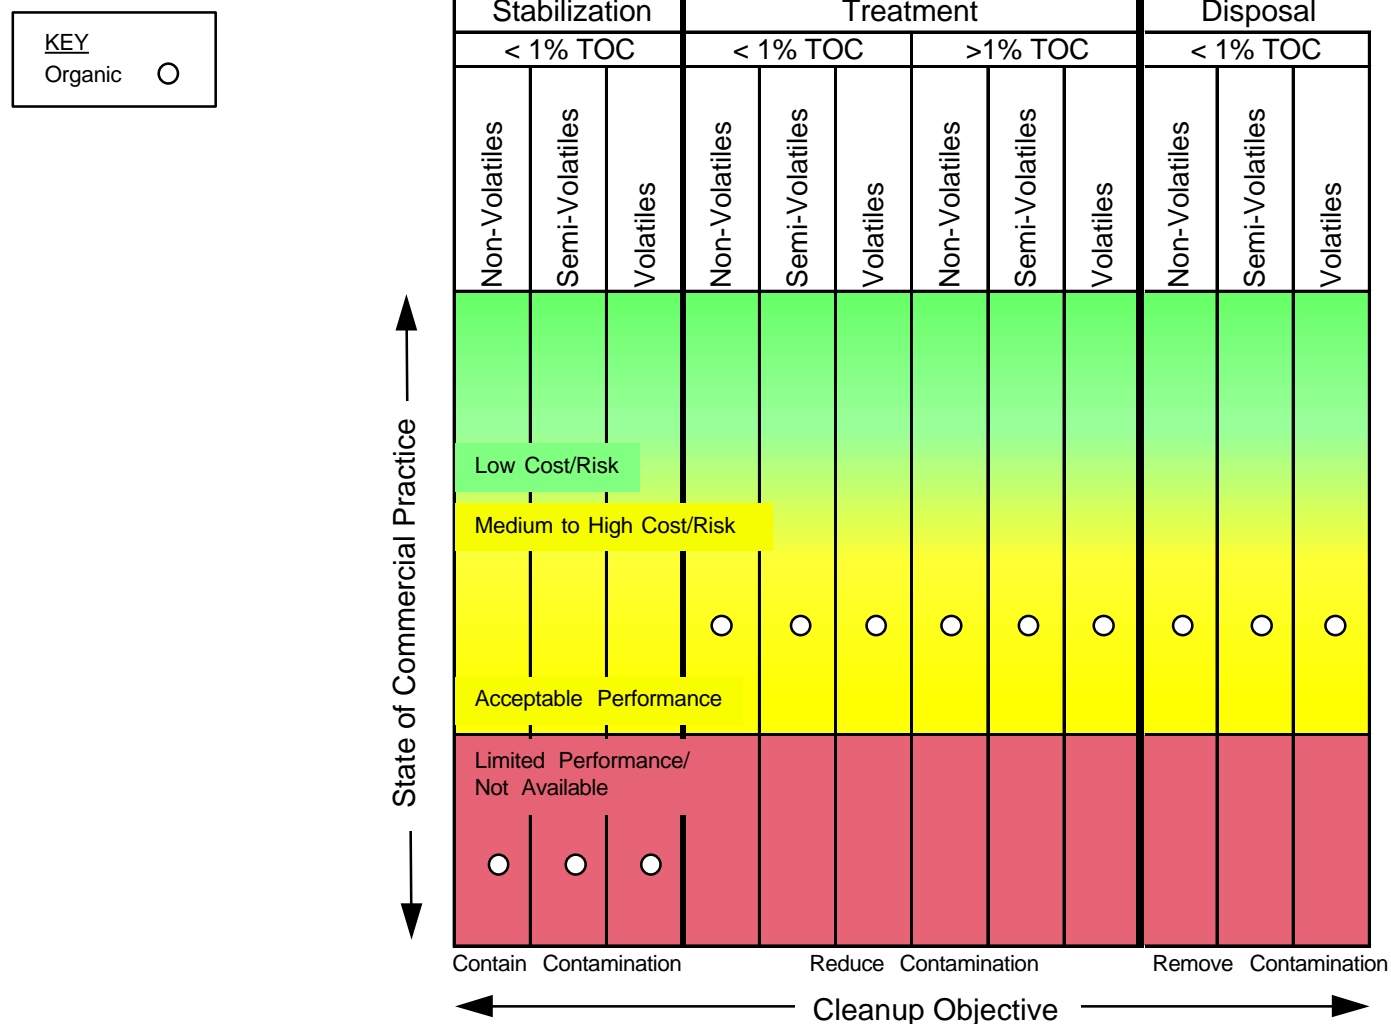 KEY
Organic
Stabilization Treatment Disposal
< 1% TOC < 1% TOC >1% TOC < 1% TOC
Non-Volatiles Semi-Volatiles Volatiles Non-Volatiles Semi-Volatiles Volatiles Non-Volatiles Semi-Volatiles Volatiles Non-Volatiles Semi-Volatiles Volatiles
State of Commercial Practice
Low Cost/Risk
Medium to High Cost/Risk
Acceptable Performance
Limited Performance/
Not Available
Contain Contamination Reduce Contamination Remove Contamination
Cleanup Objective